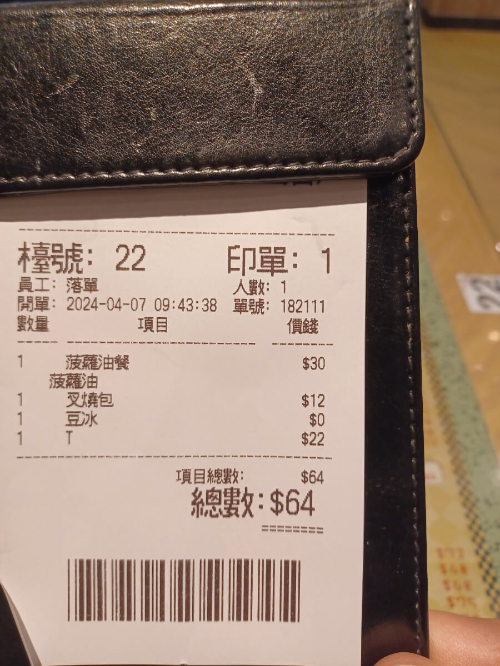 檯號: 22 印單: 1
員工: 落單 人數: 1
開單: 2024-04-07 09:43:38 單號: 182111
數量 項目 價錢
1 菠蘿油餐 $30
菠蘿油
1 叉燒包 $12
1 豆冰 $0
1 T $22
項目總數: $64
總數: $64